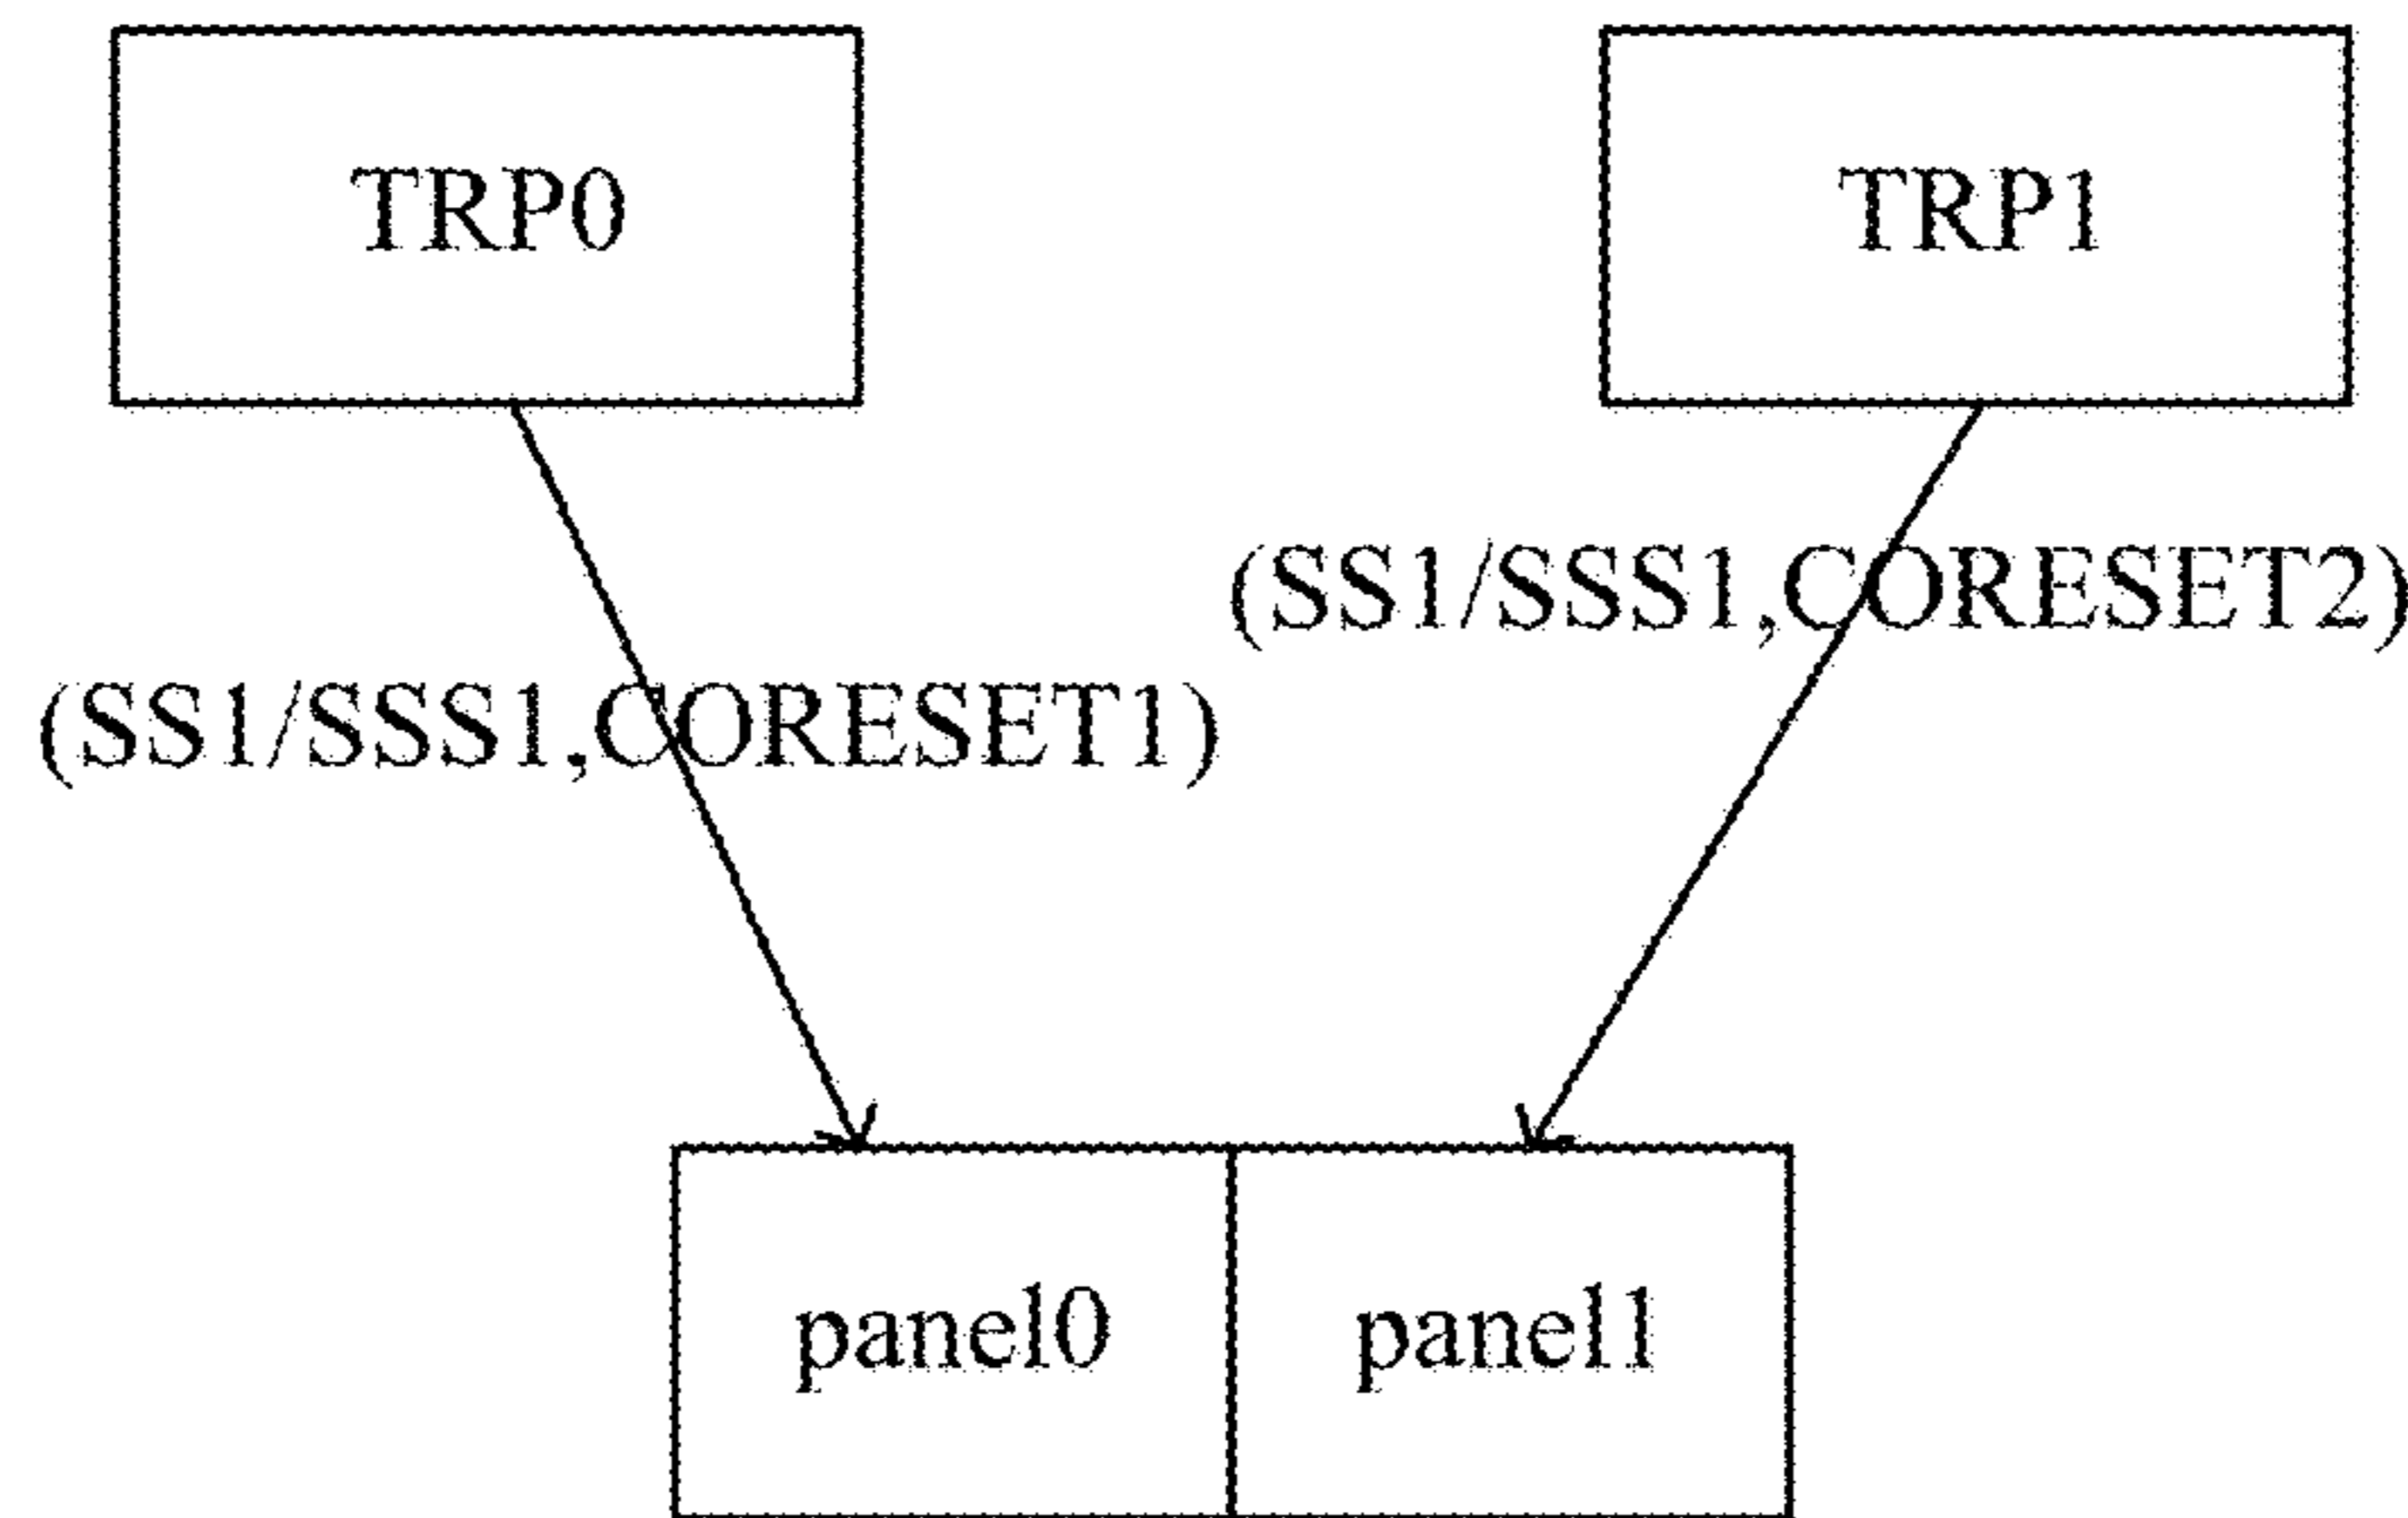 TRP0
TRP1
(SS1/SSS1,CORESET2)
(SS1/SSS1,CORESET1)
panel0
panel1